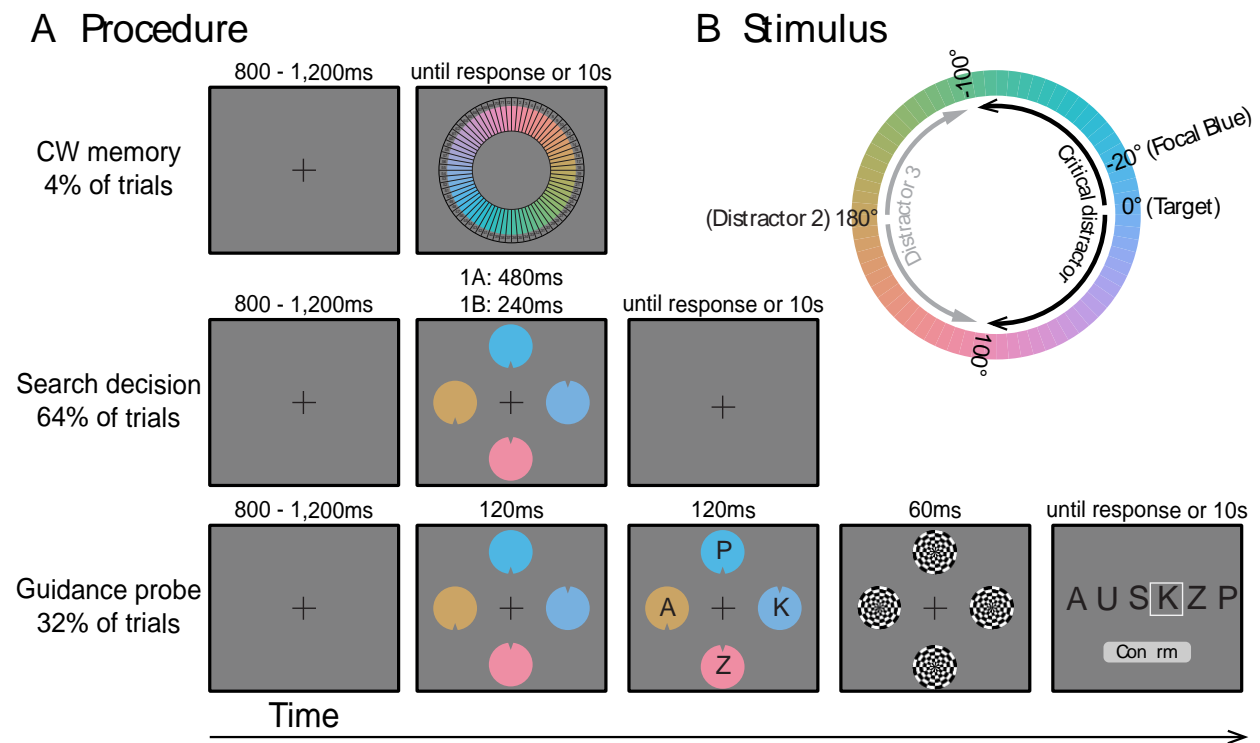 A Procedure
B Stimulus
800 - 1,200ms
until response or 10s
CW memory
4% of trials
-100°
-20° (Focal Blue)
0° (Target)
Critical distractor
Distractor 3
(Distractor 2) 180°
100°
1A: 480ms
1B: 240ms
800 - 1,200ms
until response or 10s
Search decision
64% of trials
800 - 1,200ms
120ms
120ms
60ms
until response or 10s
Guidance probe
32% of trials
P
A
K
Z
A U S K Z P
Con rm
Time